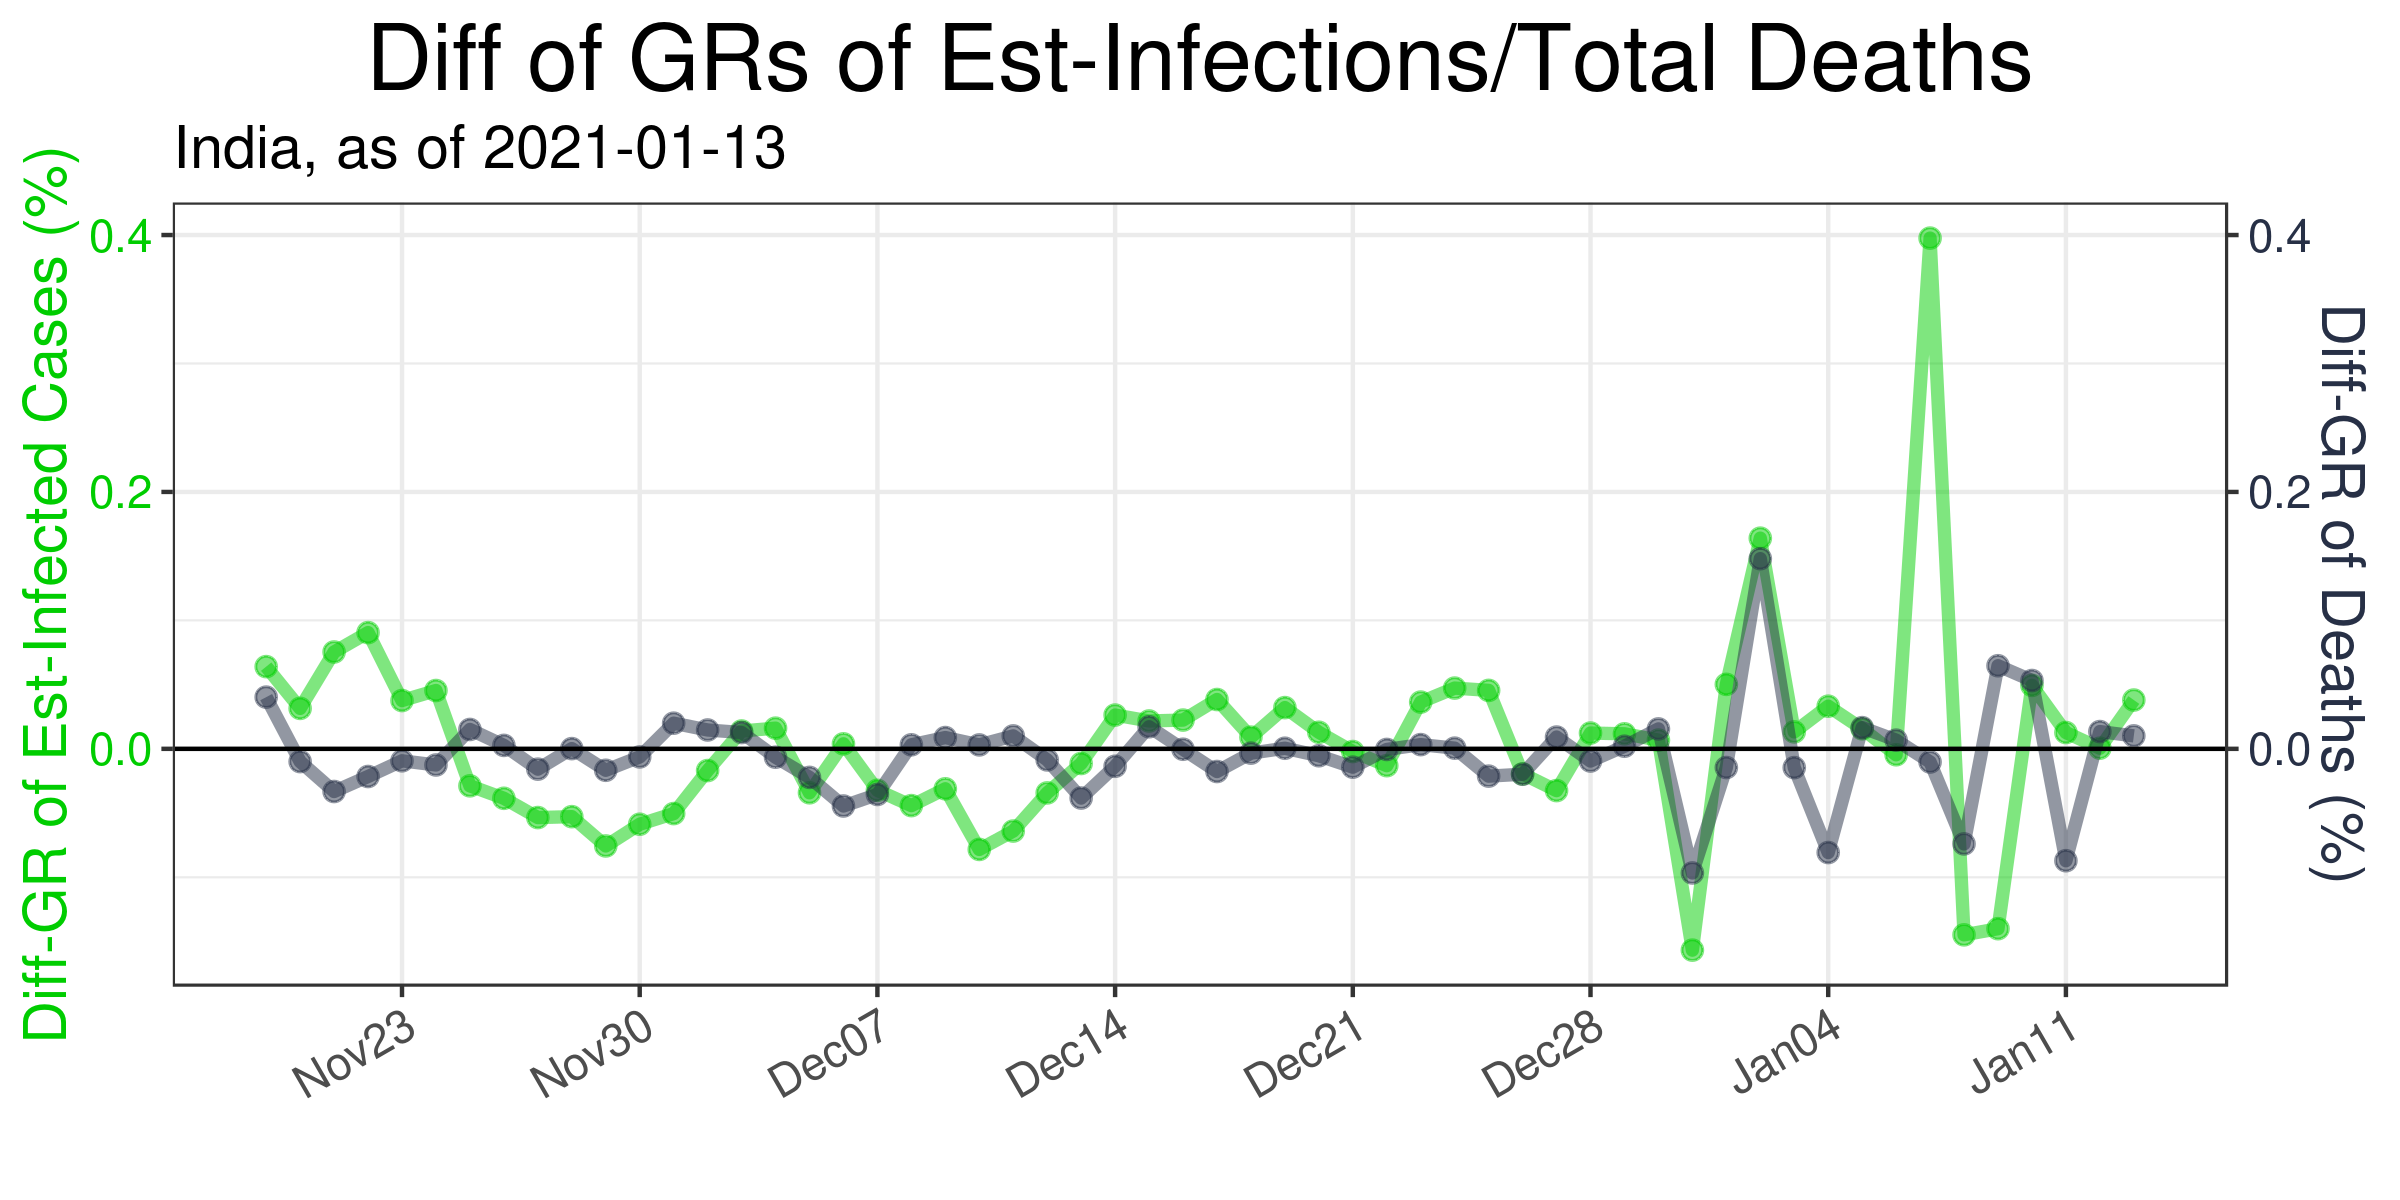 Diff of GRs of Est-Infections/Total Deaths
India, as of 2021-01-13
Diff-GR of Est-Infected Cases (%)
0.4
0.2
0.0
0.4
0.2
0.0
Diff-GR of Deaths (%)
Nov23
Nov30
Dec07
Dec14
Dec21
Dec28
Jan04
Jan11